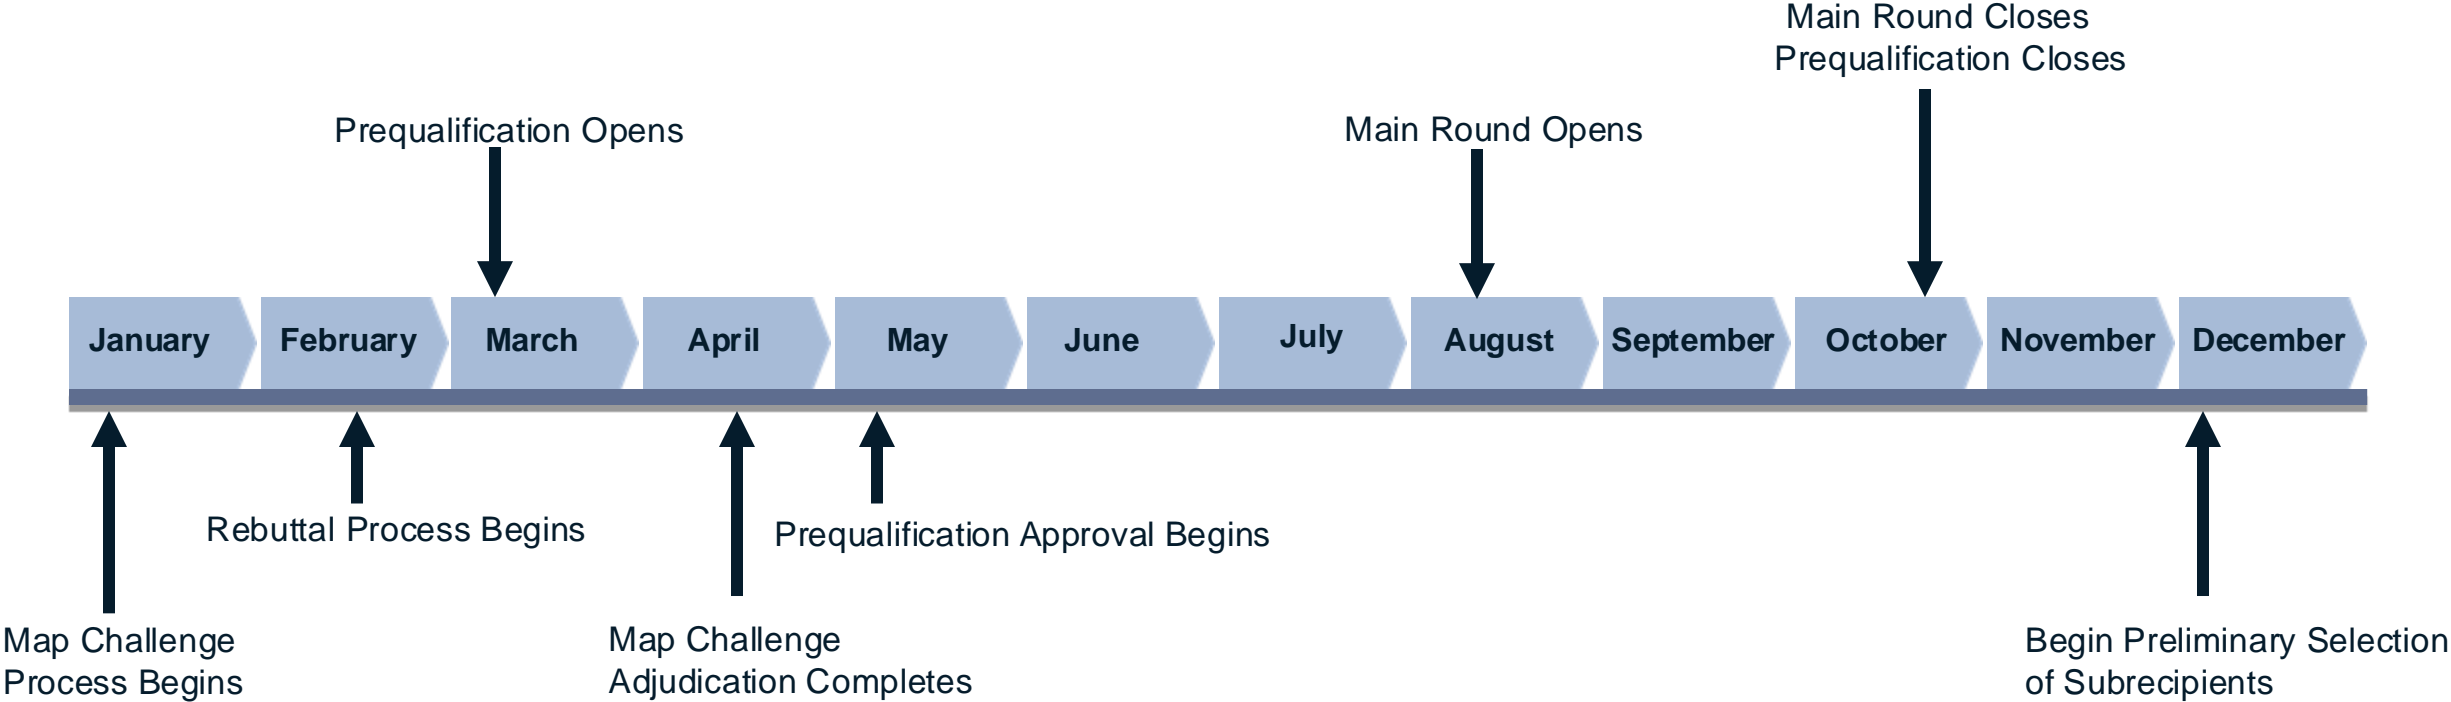 Main Round Closes
Prequalification Closes
Prequalification Opens
Main Round Opens
January
February
March
April
May
June
July
August
September
October
November
December
Rebuttal Process Begins
Prequalification Approval Begins
Map Challenge
Process Begins
Map Challenge
Adjudication Completes
Begin Preliminary Selection
of Subrecipients